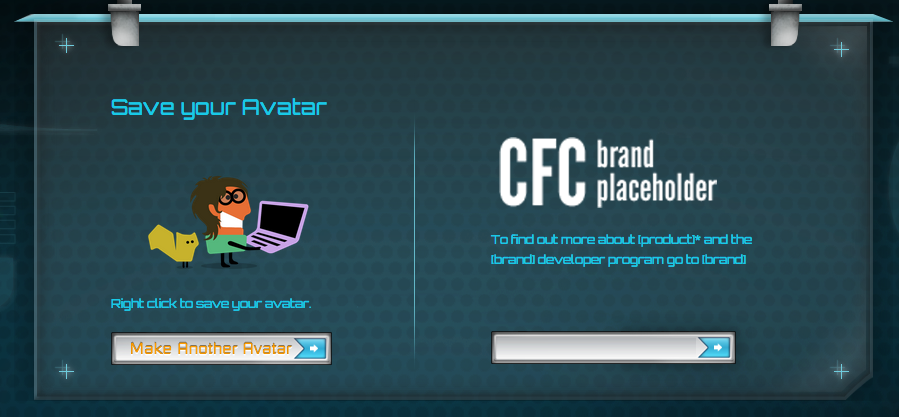 Save your Avatar
Right click to save your avatar.
Make Another Avatar
CFC brand
placeholder
To find out more about [product]* and the
[brand] developer program go to [brand]